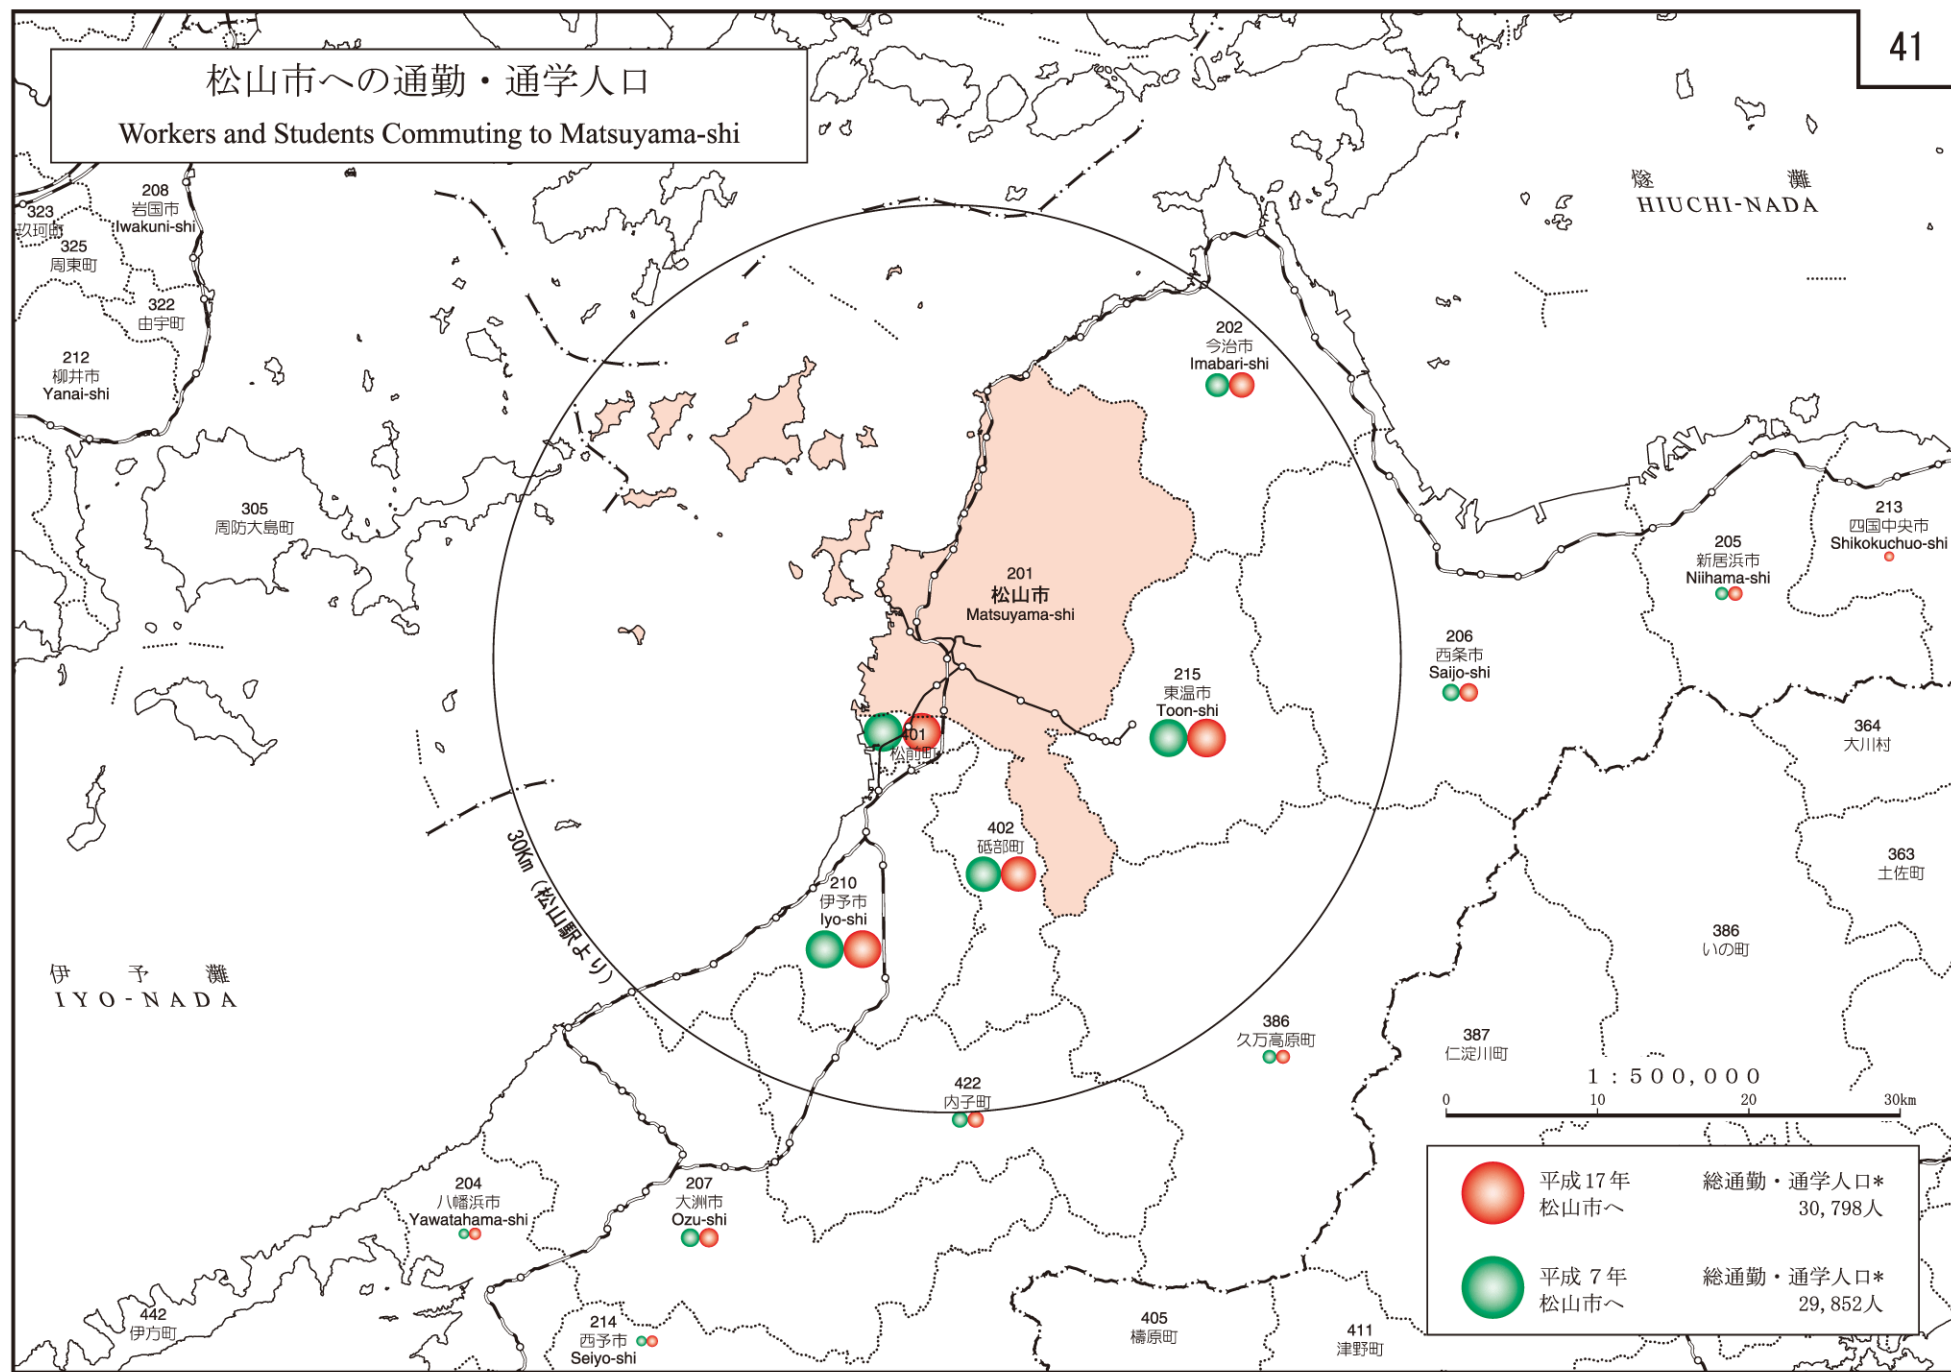 41
松山市への通勤・通学人口
Workers and Students Commuting to Matsuyama-shi
燧　灘
HIUCHI-NADA
208
岩国市
Iwakuni-shi
323
玖珂町
325
周東町
322
由宇町
212
柳井市
Yanai-shi
202
今治市
Imabari-shi
305
周防大島町
213
四国中央市
Shikokuchuo-shi
205
新居浜市
Niihama-shi
201
松山市
Matsuyama-shi
206
西条市
Saijo-shi
215
東温市
Toon-shi
401
松前町
364
大川村
402
砥部町
363
土佐町
210
伊予市
Iyo-shi
30Km（松山駅より）
386
いの町
伊　予　灘
IYO-NADA
386
久万高原町
387
仁淀川町
1：500,000
0 10 20 30km
422
内子町
204
八幡浜市
Yawatahama-shi
207
大洲市
Ozu-shi
平成17年 総通勤・通学人口*
松山市へ 30,798人
平成 7年 総通勤・通学人口*
松山市へ 29,852人
442
伊方町
214
西予市
Seiyo-shi
405
檮原町
411
津野町